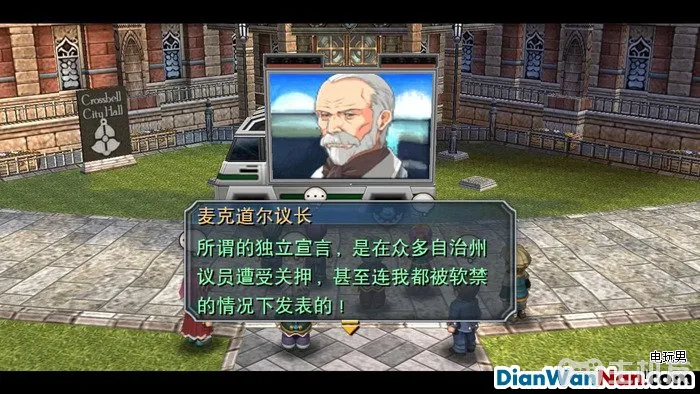 Crossbell
City Hall
麦克道尔议长
所谓的独立宣言，是在众多自治州
议员遭受关押，甚至连我都被软禁
的情况下发表的！
电玩男
DianWanNan.com